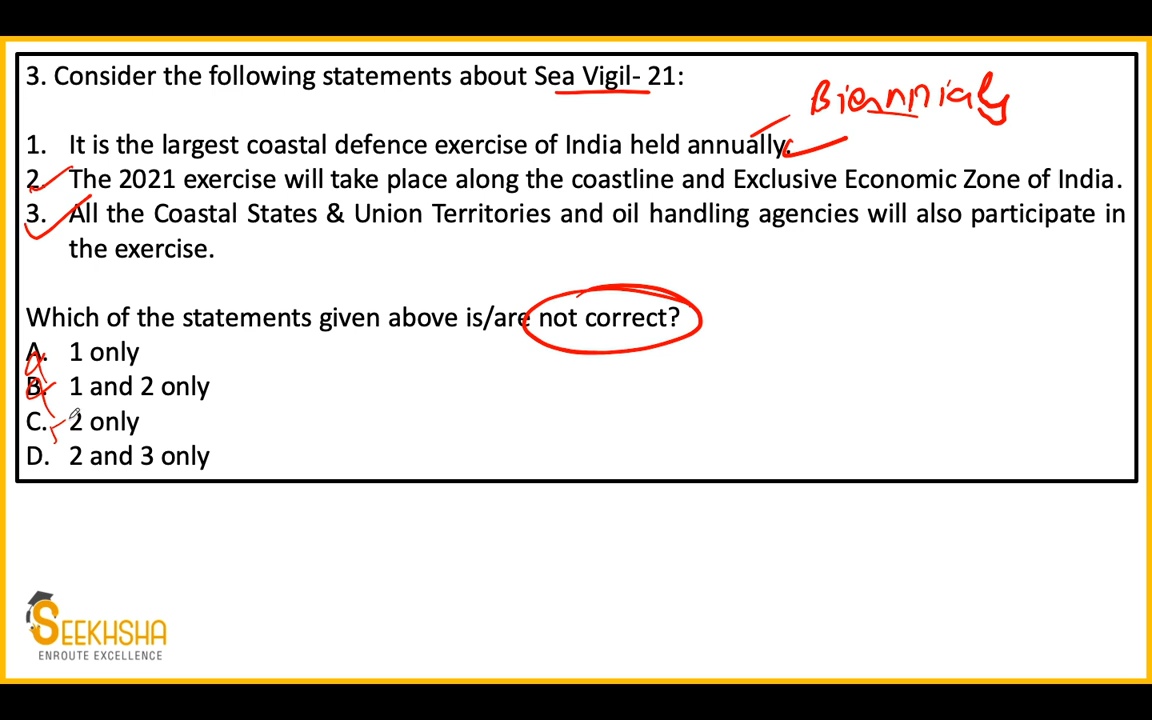 3. Consider the following statements about Sea Vigil- 21:
Biennnialy
1. It is the largest coastal defence exercise of India held annually.
2. The 2021 exercise will take place along the coastline and Exclusive Economic Zone of India.
3. All the Coastal States & Union Territories and oil handling agencies will also participate in
the exercise.
Which of the statements given above is/are not correct?
A. 1 only
B. 1 and 2 only
C. 2 only
D. 2 and 3 only
SEEKHSHA
ENROUTE EXCELLENCE